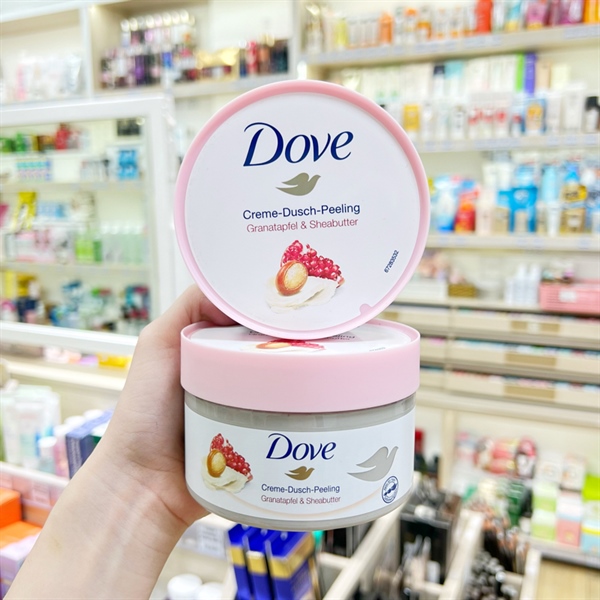 Dove
Creme-Dusch-Peeling
Granatapfel & Sheabutter
Dove
Creme-Dusch-Peeling
Granatapfel & Sheabutter